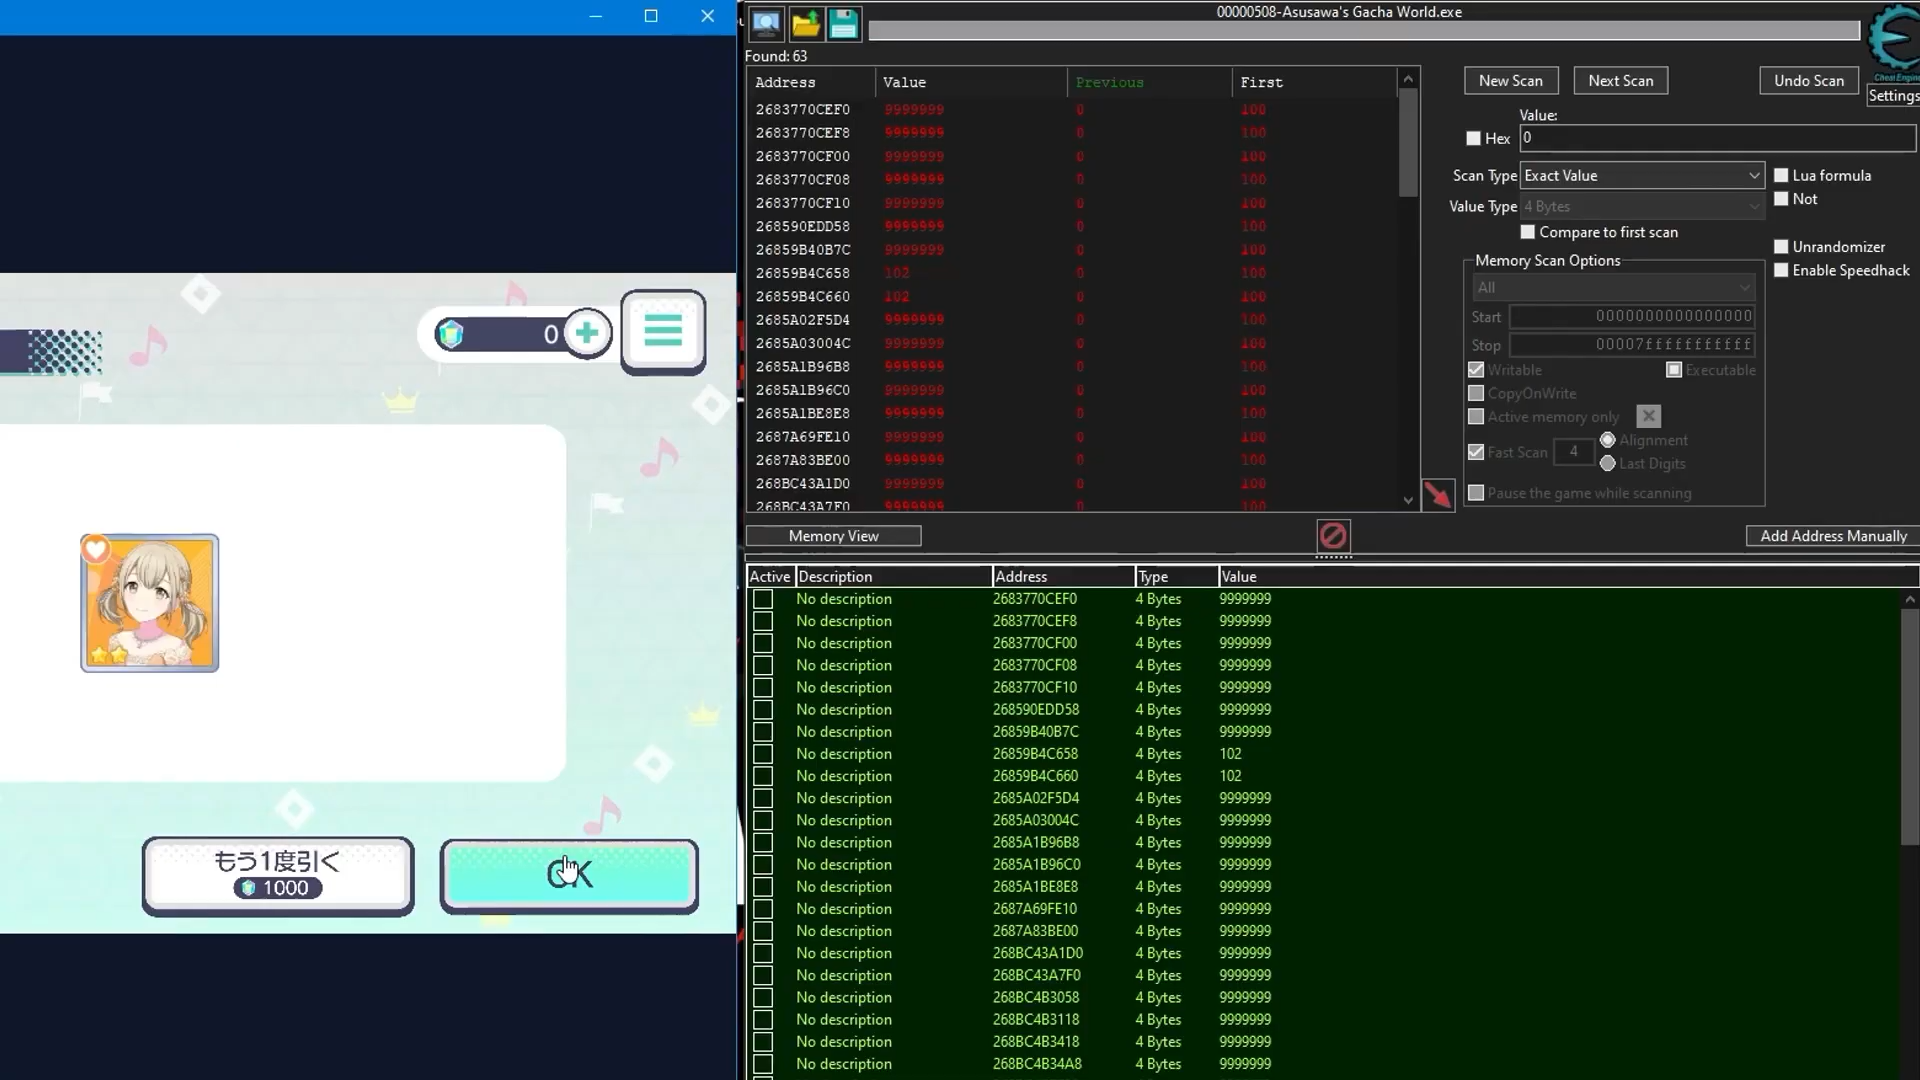 0
もう1度引く
1000
OK
00000508-Asusawa's Gacha World.exe
Found: 63
Address Value Previous First
2683770CEF0 9999999 0 100
2683770CEF8 9999999 0 100
2683770CF00 9999999 0 100
2683770CF08 9999999 0 100
2683770CF10 9999999 0 100
268590EDD58 9999999 0 100
26859B40B7C 9999999 0 100
26859B4C658 102 0 100
26859B4C660 102 0 100
2685A02F5D4 9999999 0 100
2685A03004C 9999999 0 100
2685A1B96B8 9999999 0 100
2685A1B96C0 9999999 0 100
2685A1BE8E8 9999999 0 100
2687A69FE10 9999999 0 100
2687A83BE00 9999999 0 100
268BC43A1D0 9999999 0 100
268BC43A7F0 9999999 0 100
New Scan Next Scan Undo Scan
Cheat Engine
Settings
Value:
Hex 0
Scan Type Exact Value
Lua formula
Value Type 4 Bytes
Not
Compare to first scan
Unrandomizer
Enable Speedhack
Memory Scan Options
All
Start 0000000000000000
Stop 00007fffffffffff
Writable Executable
CopyOnWrite
Active memory only
Fast Scan 4 Alignment
Last Digits
Pause the game while scanning
Memory View Add Address Manually
Active Description Address Type Value
No description 2683770CEF0 4 Bytes 9999999
No description 2683770CEF8 4 Bytes 9999999
No description 2683770CF00 4 Bytes 9999999
No description 2683770CF08 4 Bytes 9999999
No description 2683770CF10 4 Bytes 9999999
No description 268590EDD58 4 Bytes 9999999
No description 26859B40B7C 4 Bytes 9999999
No description 26859B4C658 4 Bytes 102
No description 26859B4C660 4 Bytes 102
No description 2685A02F5D4 4 Bytes 9999999
No description 2685A03004C 4 Bytes 9999999
No description 2685A1B96B8 4 Bytes 9999999
No description 2685A1B96C0 4 Bytes 9999999
No description 2685A1BE8E8 4 Bytes 9999999
No description 2687A69FE10 4 Bytes 9999999
No description 2687A83BE00 4 Bytes 9999999
No description 268BC43A1D0 4 Bytes 9999999
No description 268BC43A7F0 4 Bytes 9999999
No description 268BC4B3058 4 Bytes 9999999
No description 268BC4B3118 4 Bytes 9999999
No description 268BC4B3418 4 Bytes 9999999
No description 268BC4B34A8 4 Bytes 9999999